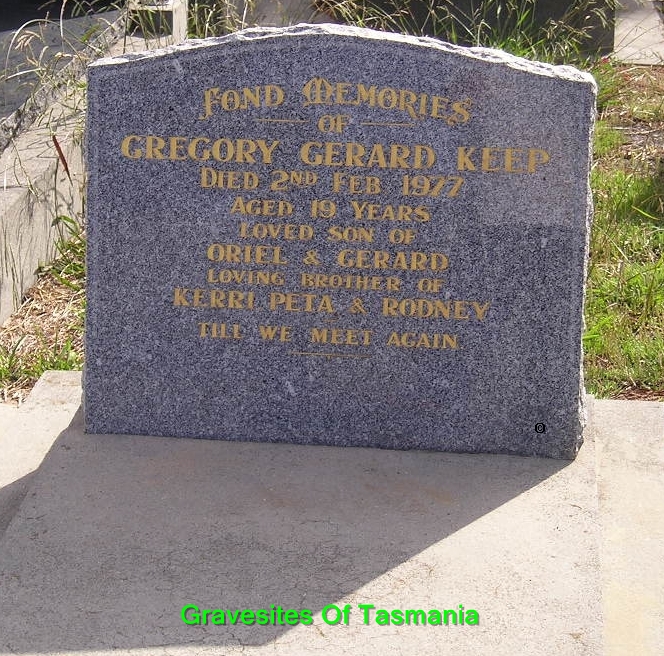 FOND MEMORIES
OF
GREGORY GERARD KEEP
DIED 2ND FEB 1977
AGED 19 YEARS
LOVED SON OF
ORIEL & GERARD
LOVING BROTHER OF
KERRI PETA & RODNEY
TILL WE MEET AGAIN
Gravesites Of Tasmania